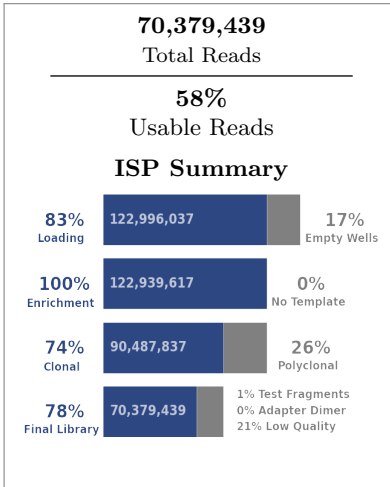 70,379,439
Total Reads
58%
Usable Reads
ISP Summary
83%
Loading
122,996,037
17%
Empty Wells
100%
Enrichment
122,939,617
0%
No Template
74%
Clonal
90,487,837
26%
Polyclonal
78%
Final Library
70,379,439
1% Test Fragments
0% Adapter Dimer
21% Low Quality